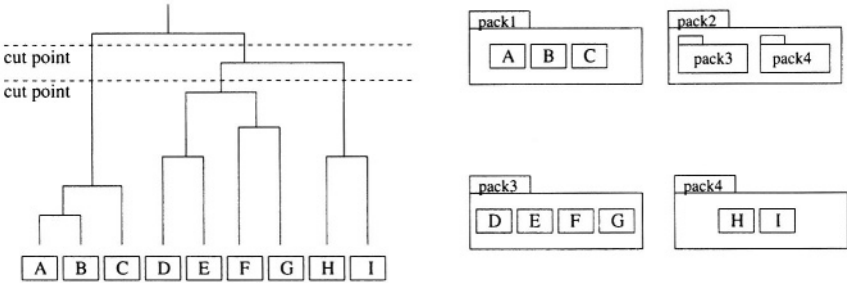 cut point
cut point
A B C D E F G H I
pack1
A B C
pack2
pack3 pack4
pack3
D E F G
pack4
H I